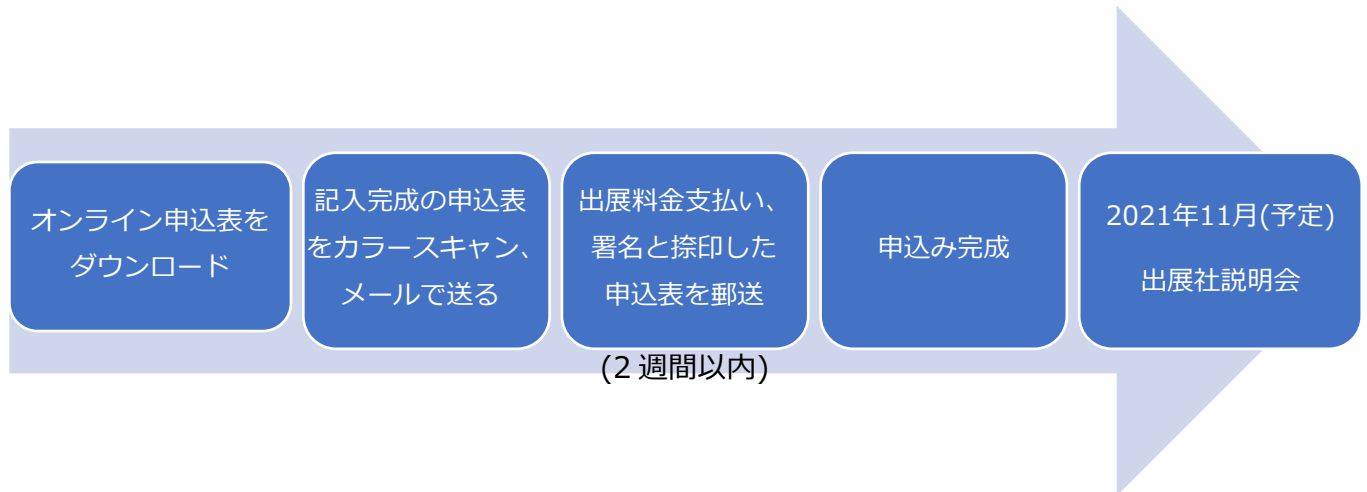 オンライン申込表を
ダウンロード
記入完成の申込表
をカラースキャン、
メールで送る
出展料金支払い、
署名と捺印した
申込表を郵送
(2 週間以内)
申込み完成
2021年11月(予定)
出展社説明会